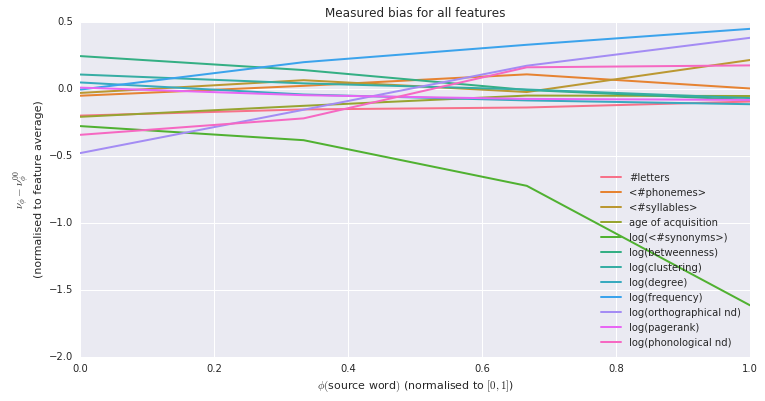 Measured bias for all features
0.5
0.0
−0.5
−1.0
−1.5
−2.0
ν_ϕ − ν_ϕ^00
(normalised to feature average)
#letters
<#phonemes>
<#syllables>
age of acquisition
log(<#synonyms>)
log(betweenness)
log(clustering)
log(degree)
log(frequency)
log(orthographical nd)
log(pagerank)
log(phonological nd)
0.0 0.2 0.4 0.6 0.8 1.0
ϕ(source word) (normalised to [0,1])